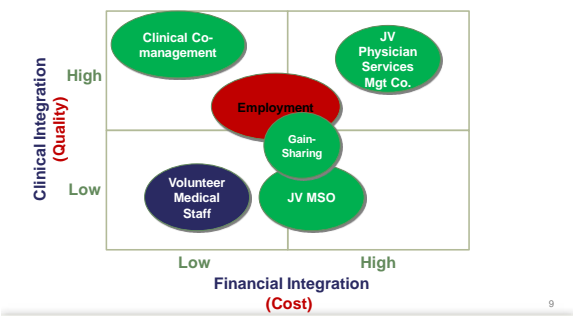 Clinical Co-
management
JV
Physician
Services
Mgt Co.
High
Employment
Clinical Integration
(Quality)
Gain-
Sharing
Low
Volunteer
Medical
Staff
JV MSO
Low
High
Financial Integration
(Cost)
9